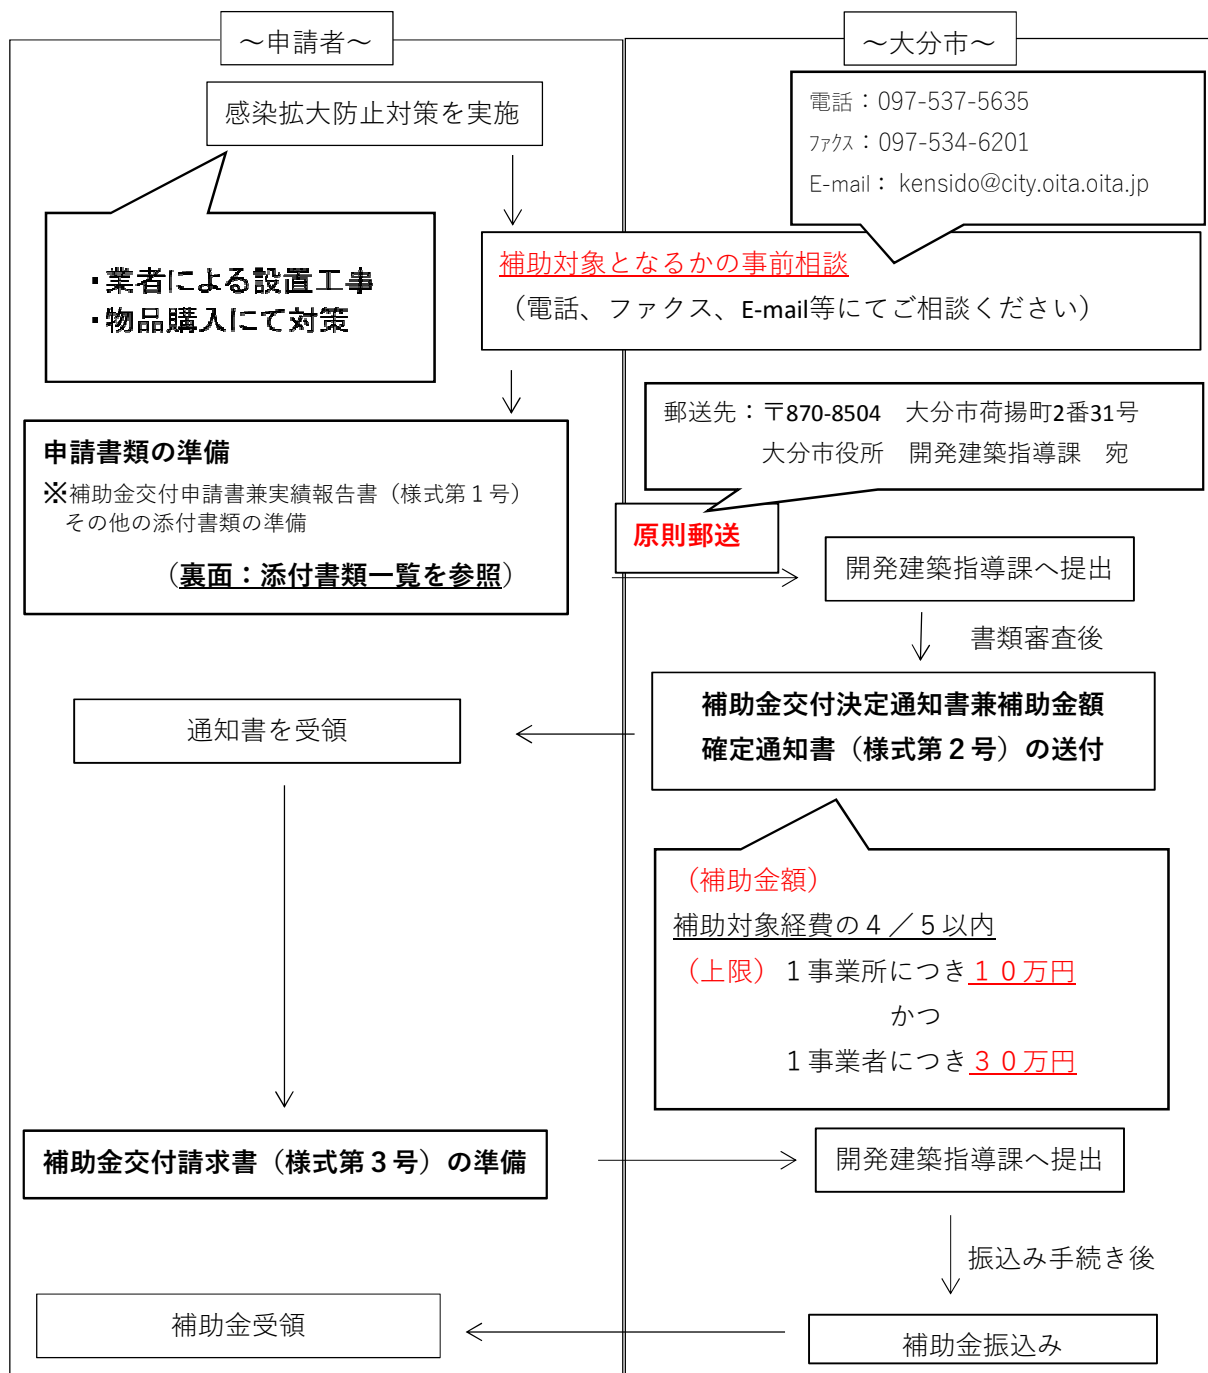 ～申請者～
～大分市～
感染拡大防止対策を実施
電話：097-537-5635
ﾌｧｸｽ：097-534-6201
E-mail： kensido@city.oita.oita.jp
・業者による設置工事
・物品購入にて対策
補助対象となるかの事前相談
（電話、ファクス、E-mail等にてご相談ください）
郵送先：〒870-8504　大分市荷揚町2番31号
大分市役所　開発建築指導課　宛
申請書類の準備
※補助金交付申請書兼実績報告書（様式第１号）
その他の添付書類の準備
（裏面：添付書類一覧を参照）
原則郵送
開発建築指導課へ提出
書類審査後
補助金交付決定通知書兼補助金額
確定通知書（様式第２号）の送付
通知書を受領
（補助金額）
補助対象経費の４／５以内
（上限）１事業所につき１０万円
かつ
１事業者につき３０万円
補助金交付請求書（様式第３号）の準備
開発建築指導課へ提出
振込み手続き後
補助金受領
補助金振込み